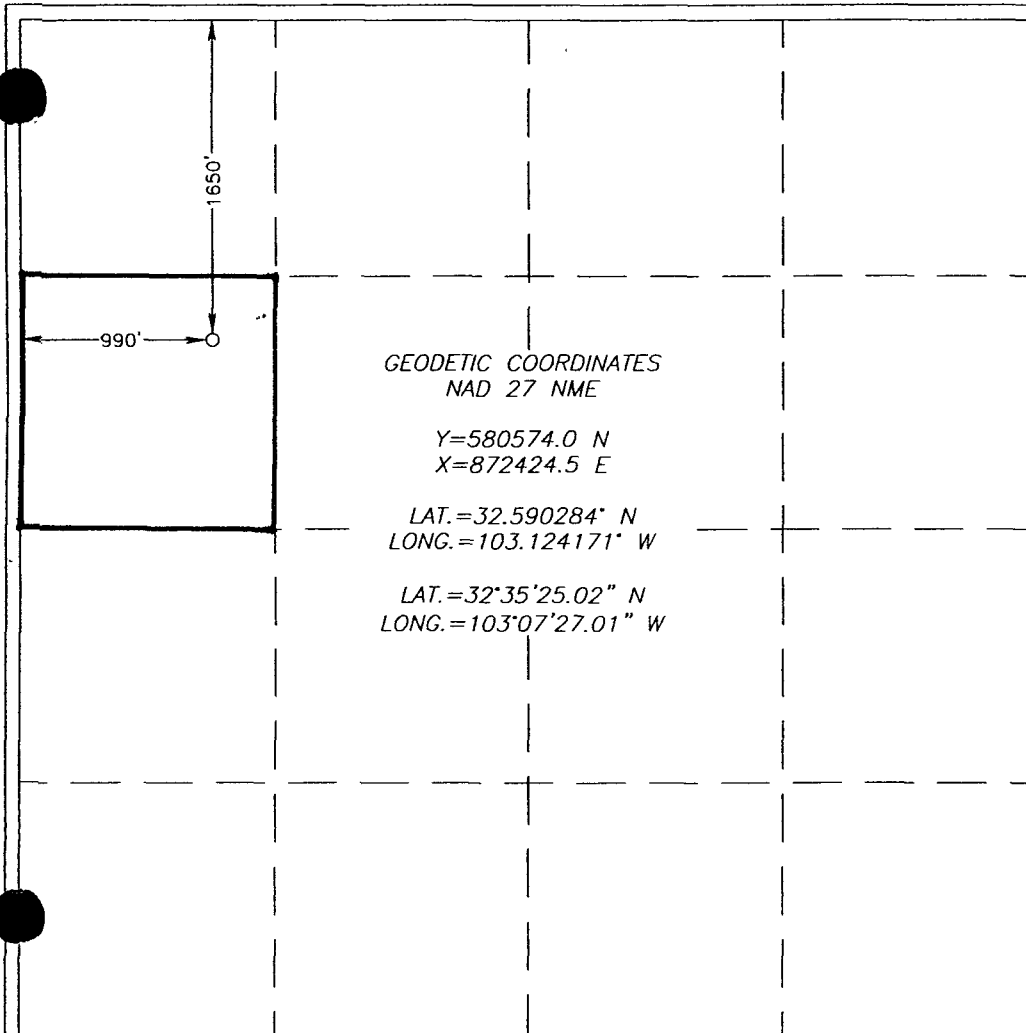 1650'
990'
GEODETIC COORDINATES
NAD 27 NME
Y=580574.0 N
X=872424.5 E
LAT.=32.590284° N
LONG.=103.124171° W
LAT.=32°35'25.02" N
LONG.=103°07'27.01" W